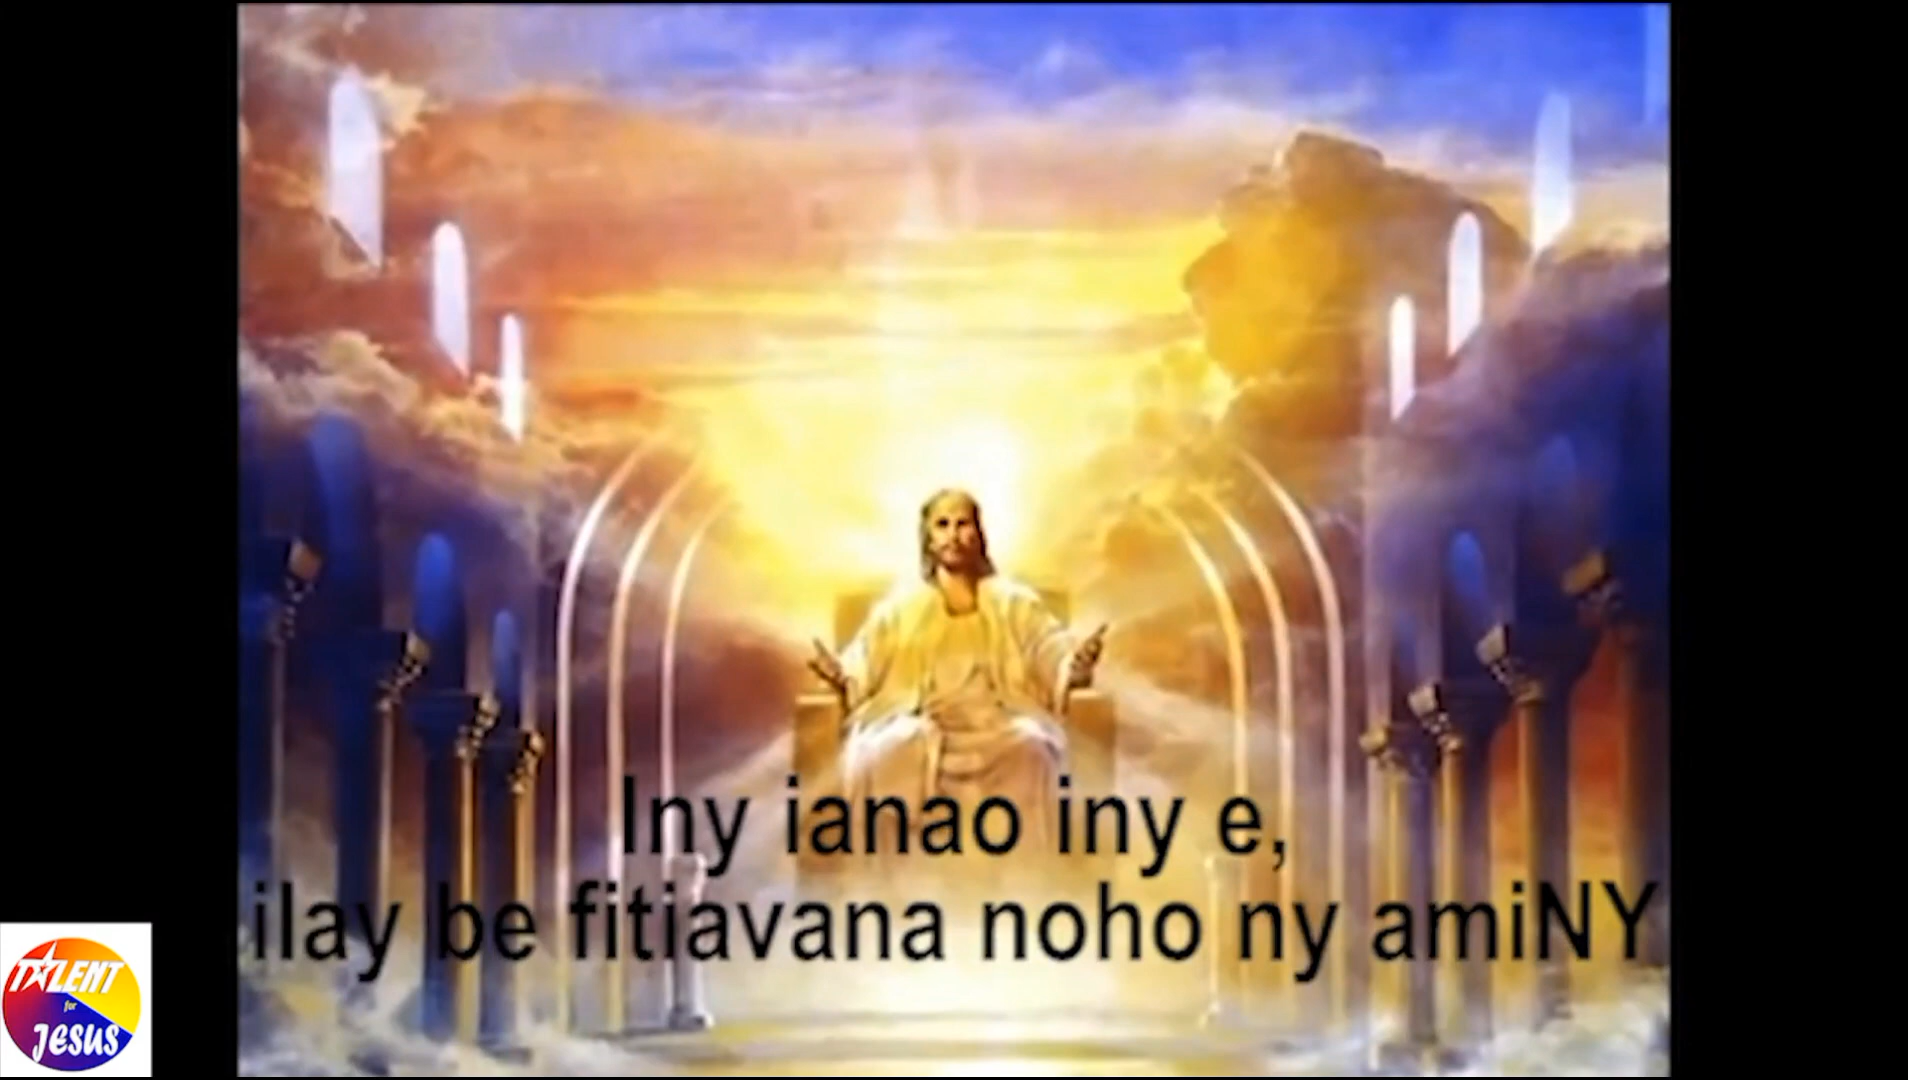 Iny ianao iny e,
ilay be fitiavana noho ny amiNY
TALENT
for
JESUS